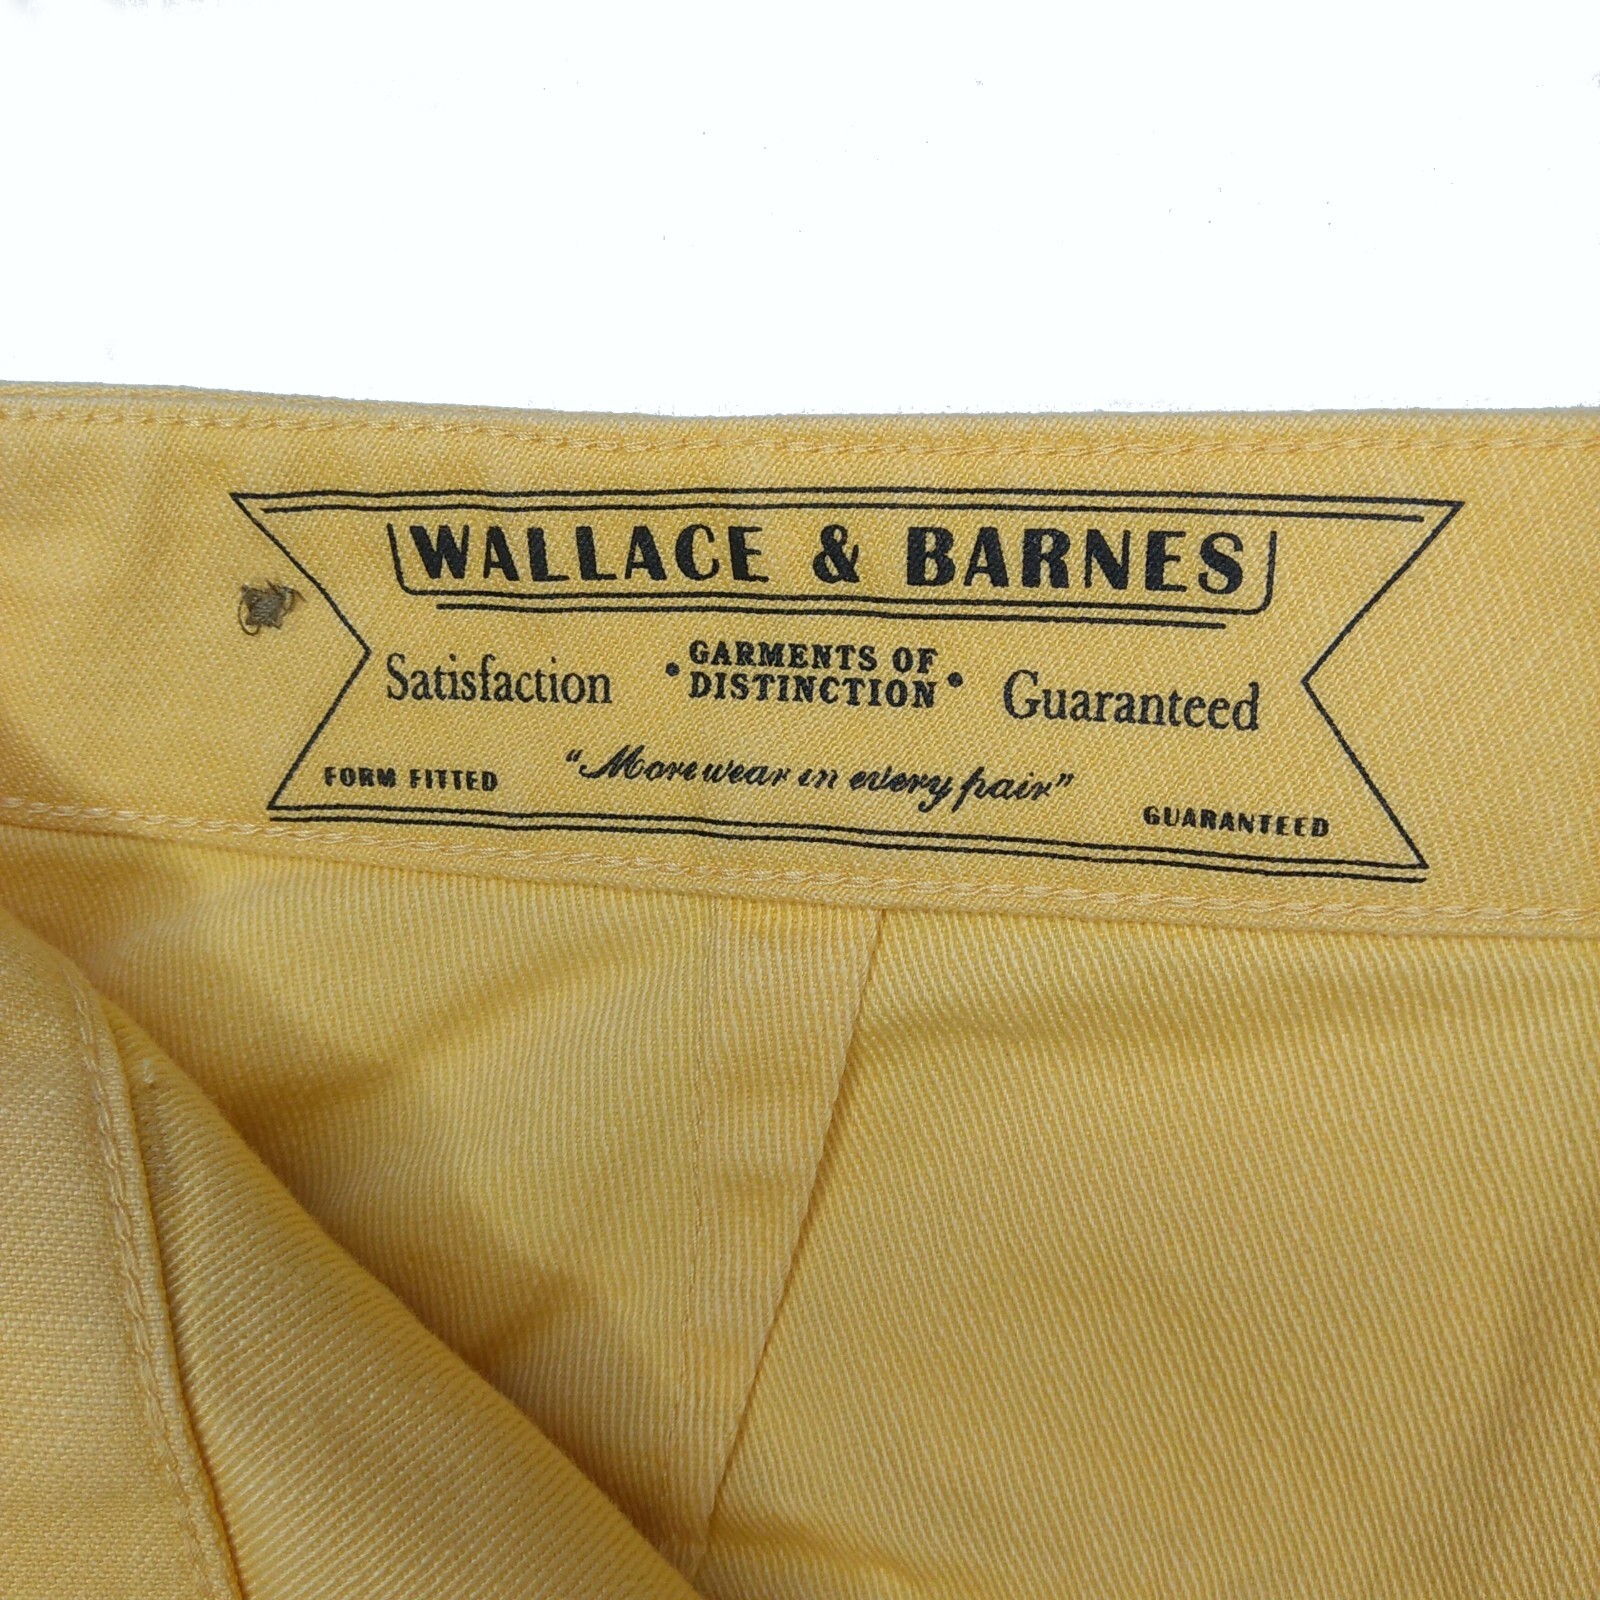 WALLACE & BARNES
Satisfaction • GARMENTS OF DISTINCTION • Guaranteed
"More wear in every pair"
FORM FITTED
GUARANTEED